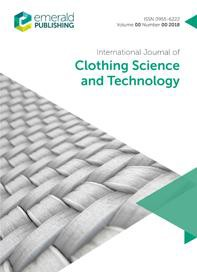 emerald
PUBLISHING
ISSN 0955-6222
Volume 00 Number 00 2018
International Journal of
Clothing Science
and Technology